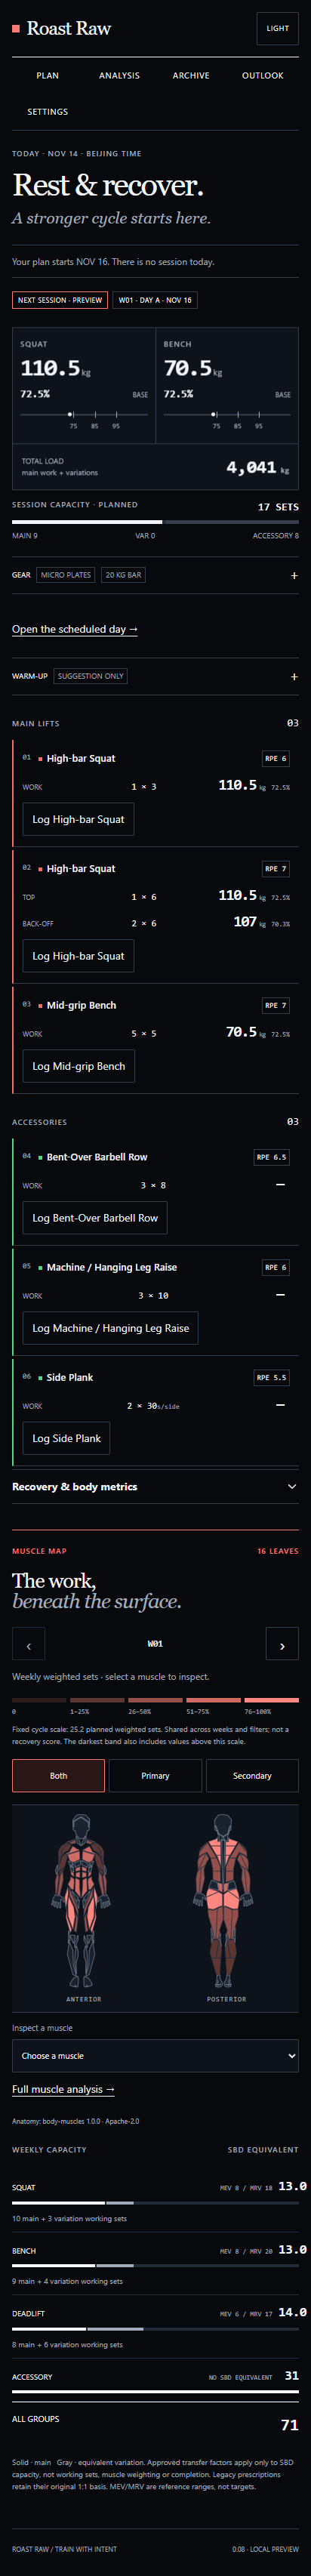 Roast Raw
LIGHT
PLAN ANALYSIS ARCHIVE OUTLOOK
SETTINGS
TODAY · NOV 14 · BEIJING TIME
Rest & recover.
A stronger cycle starts here.
Your plan starts NOV 16. There is no session today.
NEXT SESSION · PREVIEW W01 · DAY A · NOV 16
SQUAT BENCH
110.5 kg 70.5 kg
72.5% BASE 72.5% BASE
75 85 95 75 85 95
TOTAL LOAD
main work + variations
4,041 kg
SESSION CAPACITY · PLANNED 17 SETS
MAIN 9 VAR 0 ACCESSORY 8
GEAR MICRO PLATES 20 KG BAR +
Open the scheduled day →
WARM-UP SUGGESTION ONLY +
MAIN LIFTS 03
01 High-bar Squat RPE 6
WORK 1 × 3 110.5 kg 72.5%
Log High-bar Squat
02 High-bar Squat RPE 7
TOP 1 × 6 110.5 kg 72.5%
BACK-OFF 2 × 6 107 kg 70.3%
Log High-bar Squat
03 Mid-grip Bench RPE 7
WORK 5 × 5 70.5 kg 72.5%
Log Mid-grip Bench
ACCESSORIES 03
04 Bent-Over Barbell Row RPE 6.5
WORK 3 × 8 —
Log Bent-Over Barbell Row
05 Machine / Hanging Leg Raise RPE 6
WORK 3 × 10 —
Log Machine / Hanging Leg Raise
06 Side Plank RPE 5.5
WORK 2 × 30s/side —
Log Side Plank
Recovery & body metrics
MUSCLE MAP 16 LEAVES
The work,
beneath the surface.
‹ W01 ›
Weekly weighted sets · select a muscle to inspect.
0 1–25% 26–50% 51–75% 76–100%
Fixed cycle scale: 25.2 planned weighted sets. Shared across weeks and filters; not a
recovery score. The darkest band also includes values above this scale.
Both Primary Secondary
ANTERIOR POSTERIOR
Inspect a muscle
Choose a muscle
Full muscle analysis →
Anatomy: body-muscles 1.0.0 · Apache-2.0
WEEKLY CAPACITY SBD EQUIVALENT
SQUAT MEV 8 / MRV 18 13.0
10 main + 3 variation working sets
BENCH MEV 8 / MRV 20 13.0
9 main + 4 variation working sets
DEADLIFT MEV 6 / MRV 17 14.0
8 main + 6 variation working sets
ACCESSORY NO SBD EQUIVALENT 31
ALL GROUPS 71
Solid · main Gray · equivalent variation. Approved transfer factors apply only to SBD
capacity, not working sets, muscle weighting or completion. Legacy prescriptions
retain their original 1:1 basis. MEV/MRV are reference ranges, not targets.
ROAST RAW / TRAIN WITH INTENT 0.08 · LOCAL PREVIEW